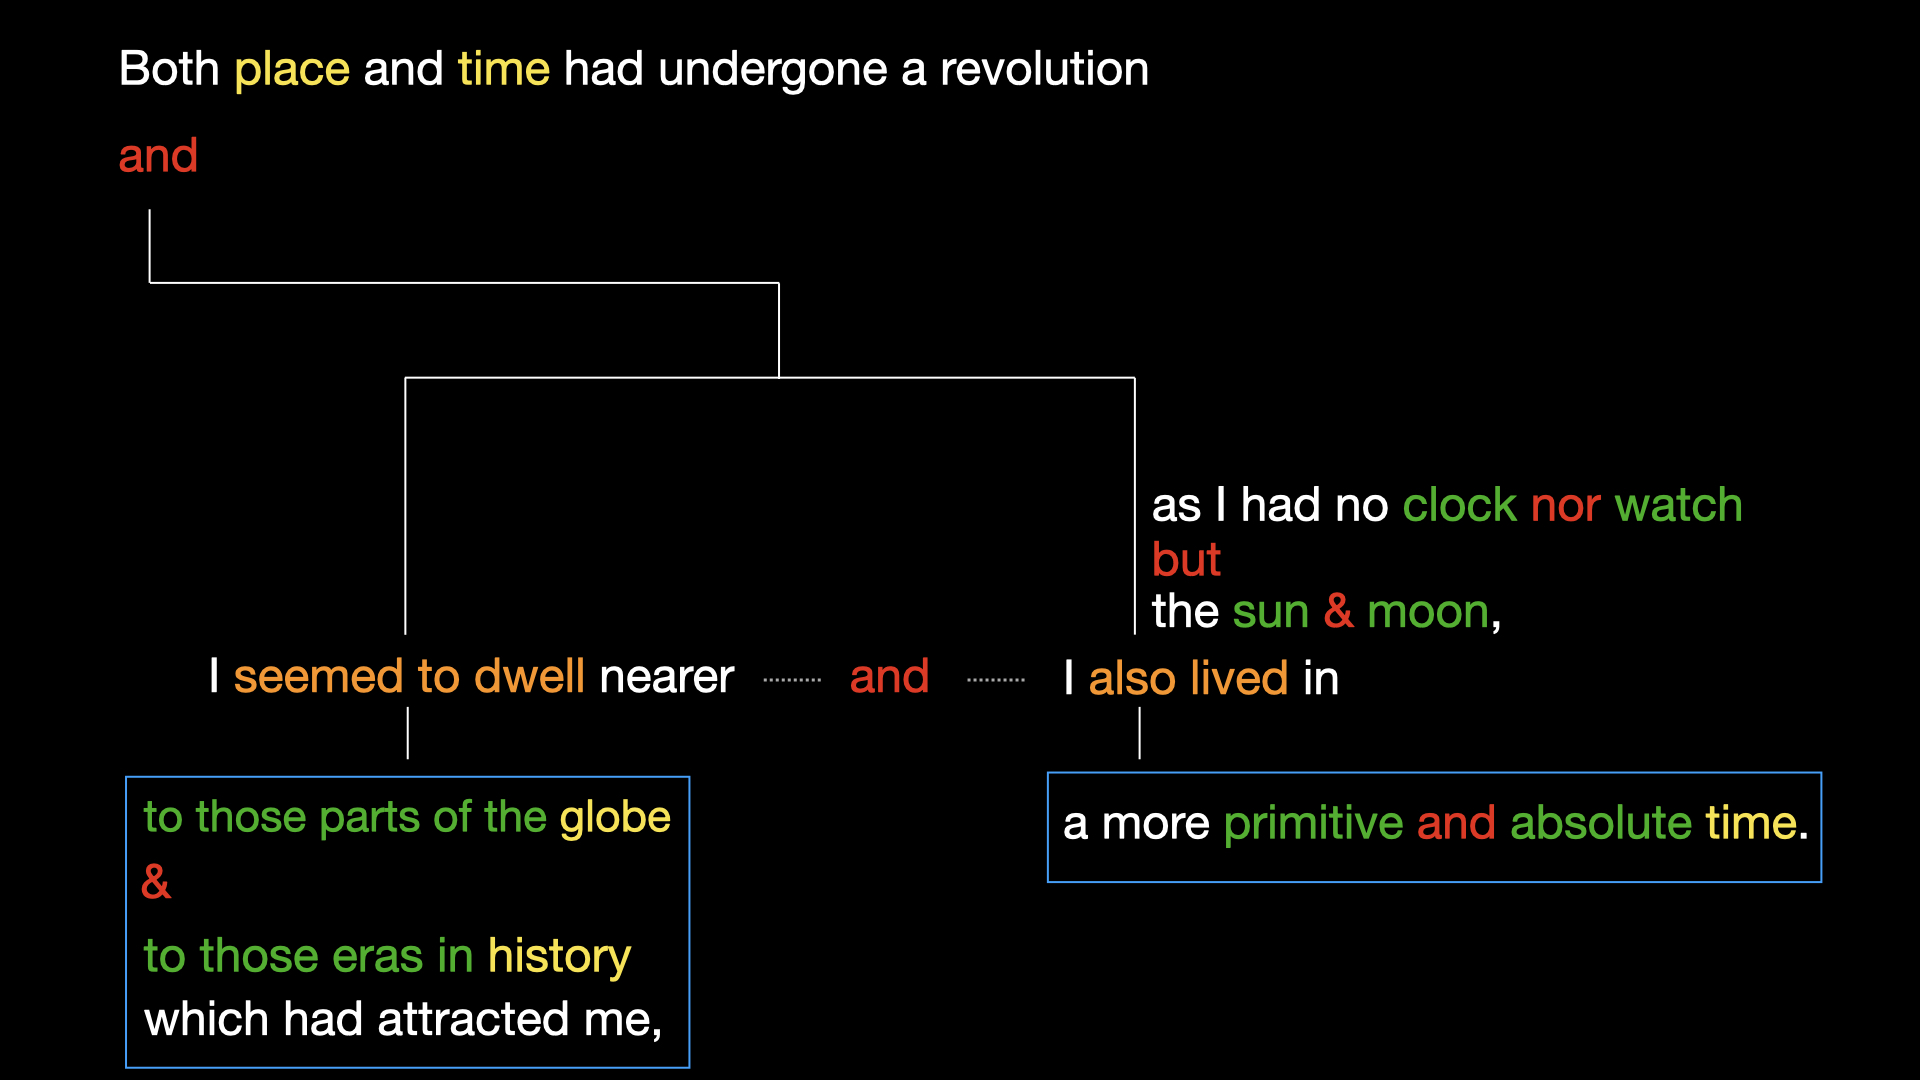 Both place and time had undergone a revolution
and
as I had no clock nor watch
but
the sun & moon,
I seemed to dwell nearer and I also lived in
to those parts of the globe
&
to those eras in history
which had attracted me,
a more primitive and absolute time.